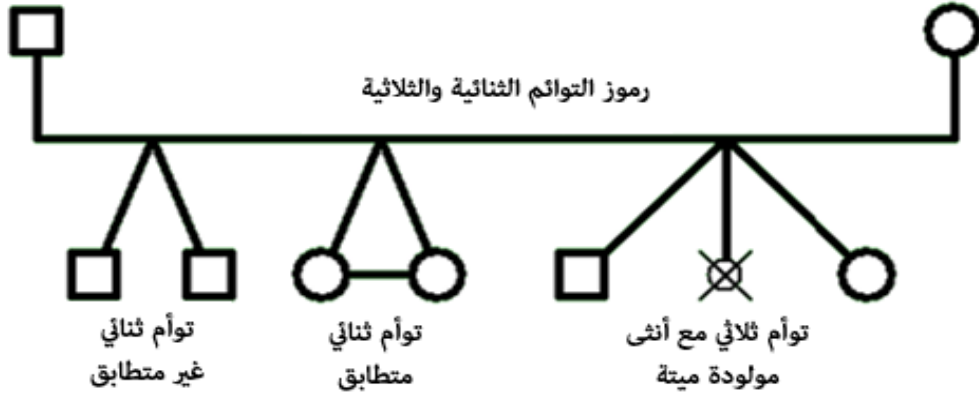 رموز التوائم الثنائية والثلاثية
توأم ثلاثي مع أنثى
مولودة ميتة
توأم ثنائي
متطابق
توأم ثنائي
غير متطابق